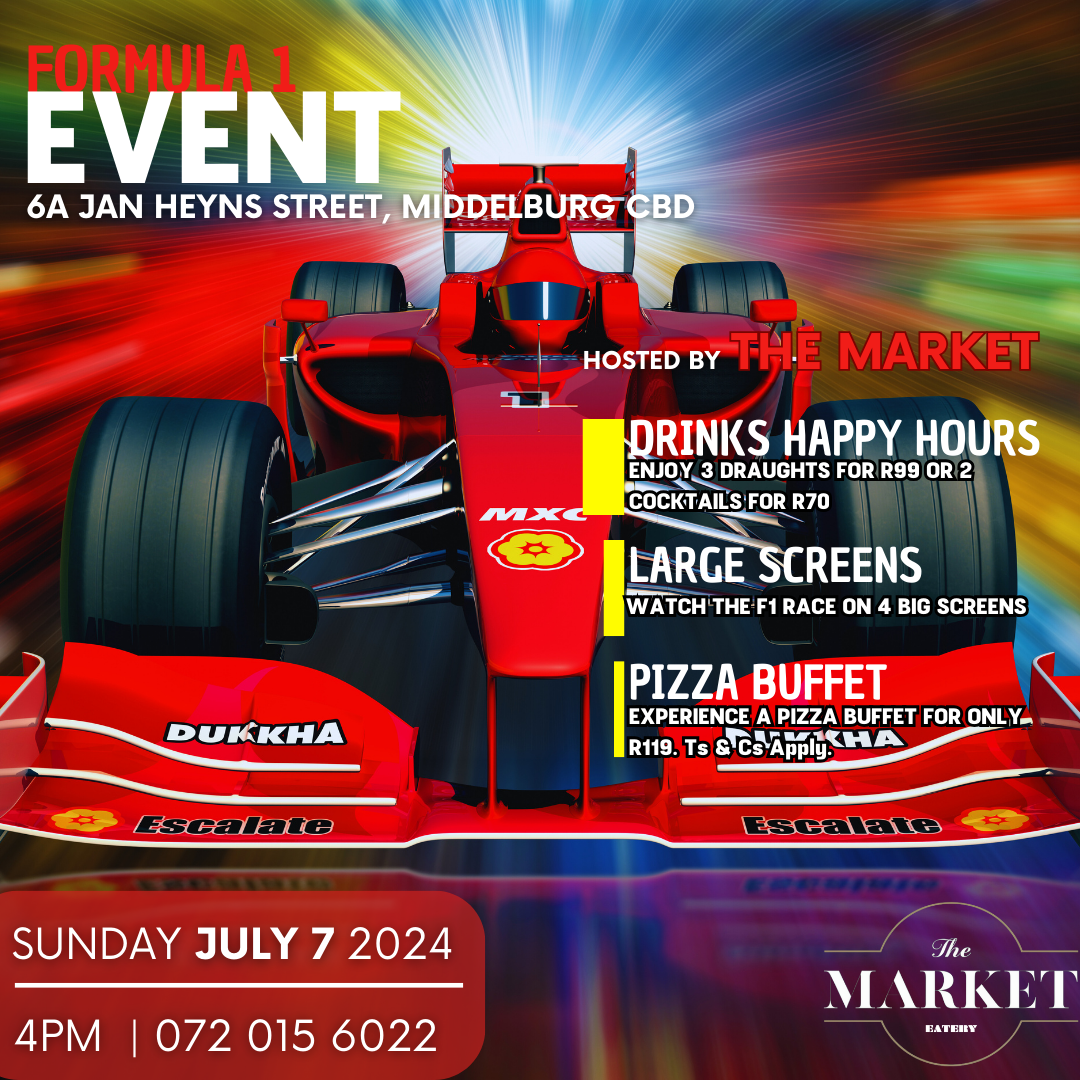 FORMULA 1
EVENT
6A JAN HEYNS STREET, MIDDELBURG CBD
HOSTED BY THE MARKET
DRINKS HAPPY HOURS
ENJOY 3 DRAUGHTS FOR R99 OR 2
COCKTAILS FOR R70
MXC
LARGE SCREENS
WATCH THE F1 RACE ON 4 BIG SCREENS
PIZZA BUFFET
EXPERIENCE A PIZZA BUFFET FOR ONLY
R119. Ts & Cs Apply.
DUKKHA
DUKKHA
Escalate
Escalate
SUNDAY JULY 7 2024
4PM | 072 015 6022
The
MARKET
EATERY